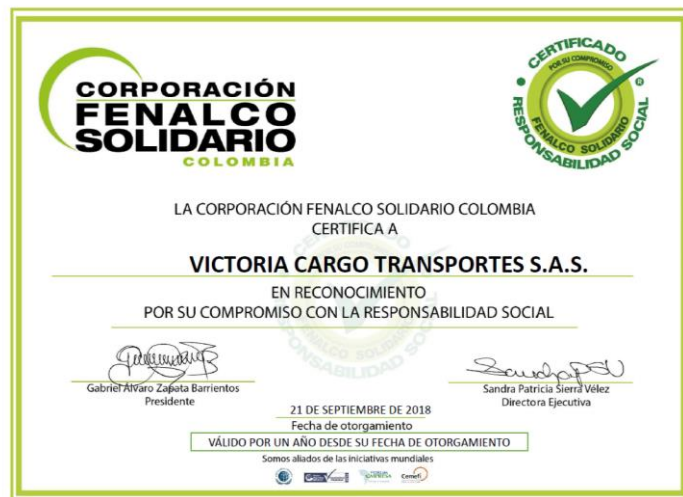 CORPORACIÓN
FENALCO
SOLIDARIO
COLOMBIA
CERTIFICADO
POR SU COMPROMISO
FENALCO SOLIDARIO
RESPONSABILIDAD SOCIAL
LA CORPORACIÓN FENALCO SOLIDARIO COLOMBIA
CERTIFICA A
VICTORIA CARGO TRANSPORTES S.A.S.
EN RECONOCIMIENTO
POR SU COMPROMISO CON LA RESPONSABILIDAD SOCIAL
Gabriel Álvaro Zapata Barrientos
Presidente
Sandra Patricia Sierra Vélez
Directora Ejecutiva
21 DE SEPTIEMBRE DE 2018
Fecha de otorgamiento
VÁLIDO POR UN AÑO DESDE SU FECHA DE OTORGAMIENTO
Somos aliados de las iniciativas mundiales
Cemefi